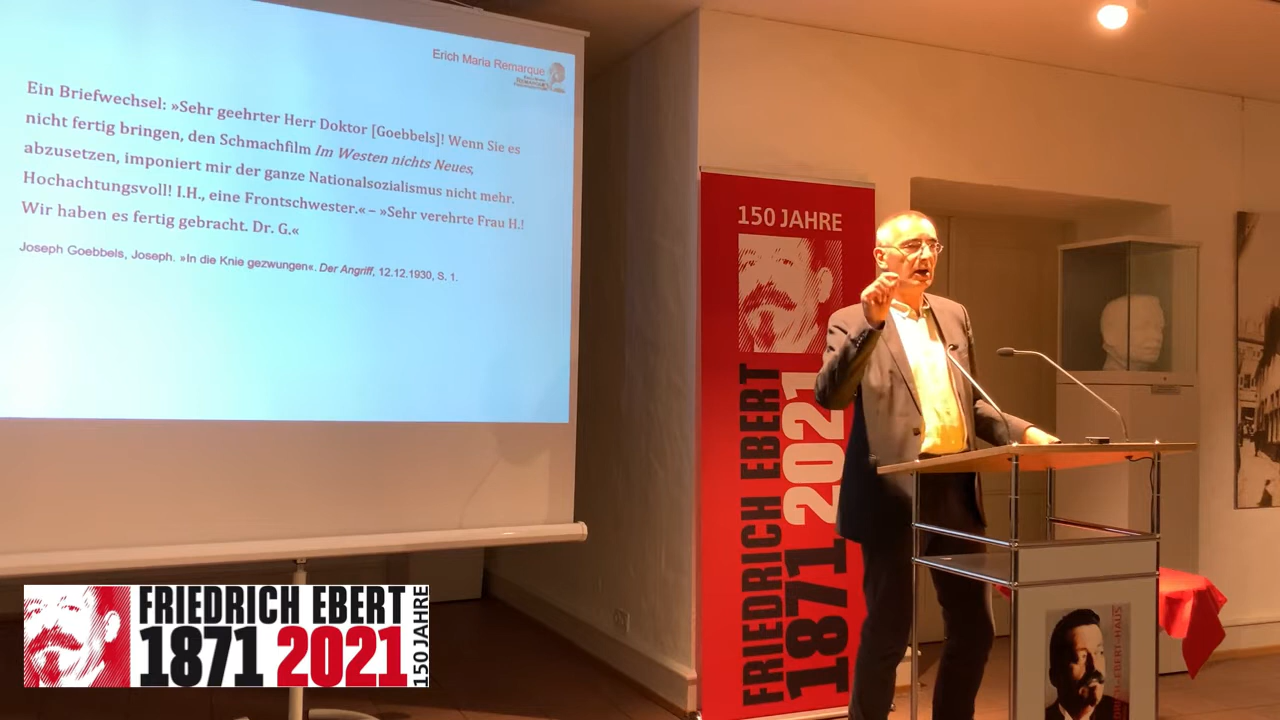 Erich Maria Remarque
Ein Briefwechsel: »Sehr geehrter Herr Doktor [Goebbels]! Wenn Sie es
nicht fertig bringen, den Schmachfilm Im Westen nichts Neues,
abzusetzen, imponiert mir der ganze Nationalsozialismus nicht mehr.
Hochachtungsvoll! I.H., eine Frontschwester.« – »Sehr verehrte Frau H.!
Wir haben es fertig gebracht. Dr. G.«
Joseph Goebbels, Joseph. »In die Knie gezwungen«. Der Angriff, 12.12.1930, S. 1.
150 JAHRE
FRIEDRICH EBERT
1871 2021
FRIEDRICH EBERT
1871 2021
150 JAHRE
EBERT-HAUS